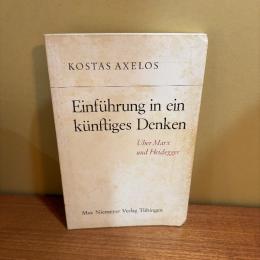 KOSTAS AXELOS
Einführung in ein
künftiges Denken
Über Marx
und Heidegger
Max Niemeyer Verlag Tübingen